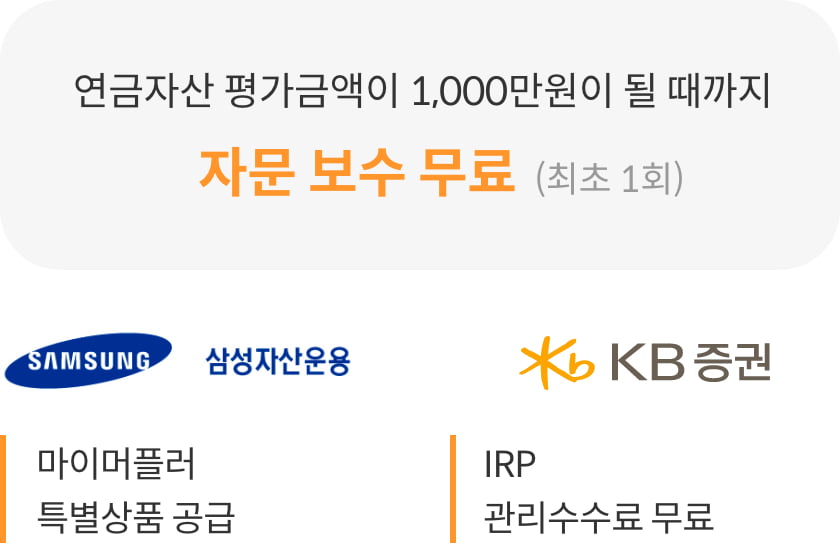 연금자산 평가금액이 1,000만원이 될 때까지
자문 보수 무료 (최초 1회)
SAMSUNG 삼성자산운용
KB 증권
마이머플러
특별상품 공급
IRP
관리수수료 무료